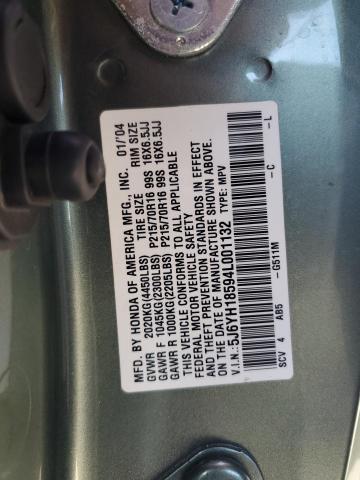 MFD. BY HONDA OF AMERICA MFG., INC. 01/'04
TIRE SIZE RIM SIZE
GVWR 2020KG(4450LBS)
GAWR F 1045KG(2300LBS) P215/70R16 99S 16X6.5JJ
GAWR R 1000KG(2205LBS) P215/70R16 99S 16X6.5JJ
THIS VEHICLE CONFORMS TO ALL APPLICABLE
FEDERAL MOTOR VEHICLE SAFETY
AND THEFT PREVENTION STANDARDS IN EFFECT
ON THE DATE OF MANUFACTURE SHOWN ABOVE.
V.I.N.: 5J6YH18594L001132 TYPE: MPV
SCV 4 AB5 -G511M -C -L